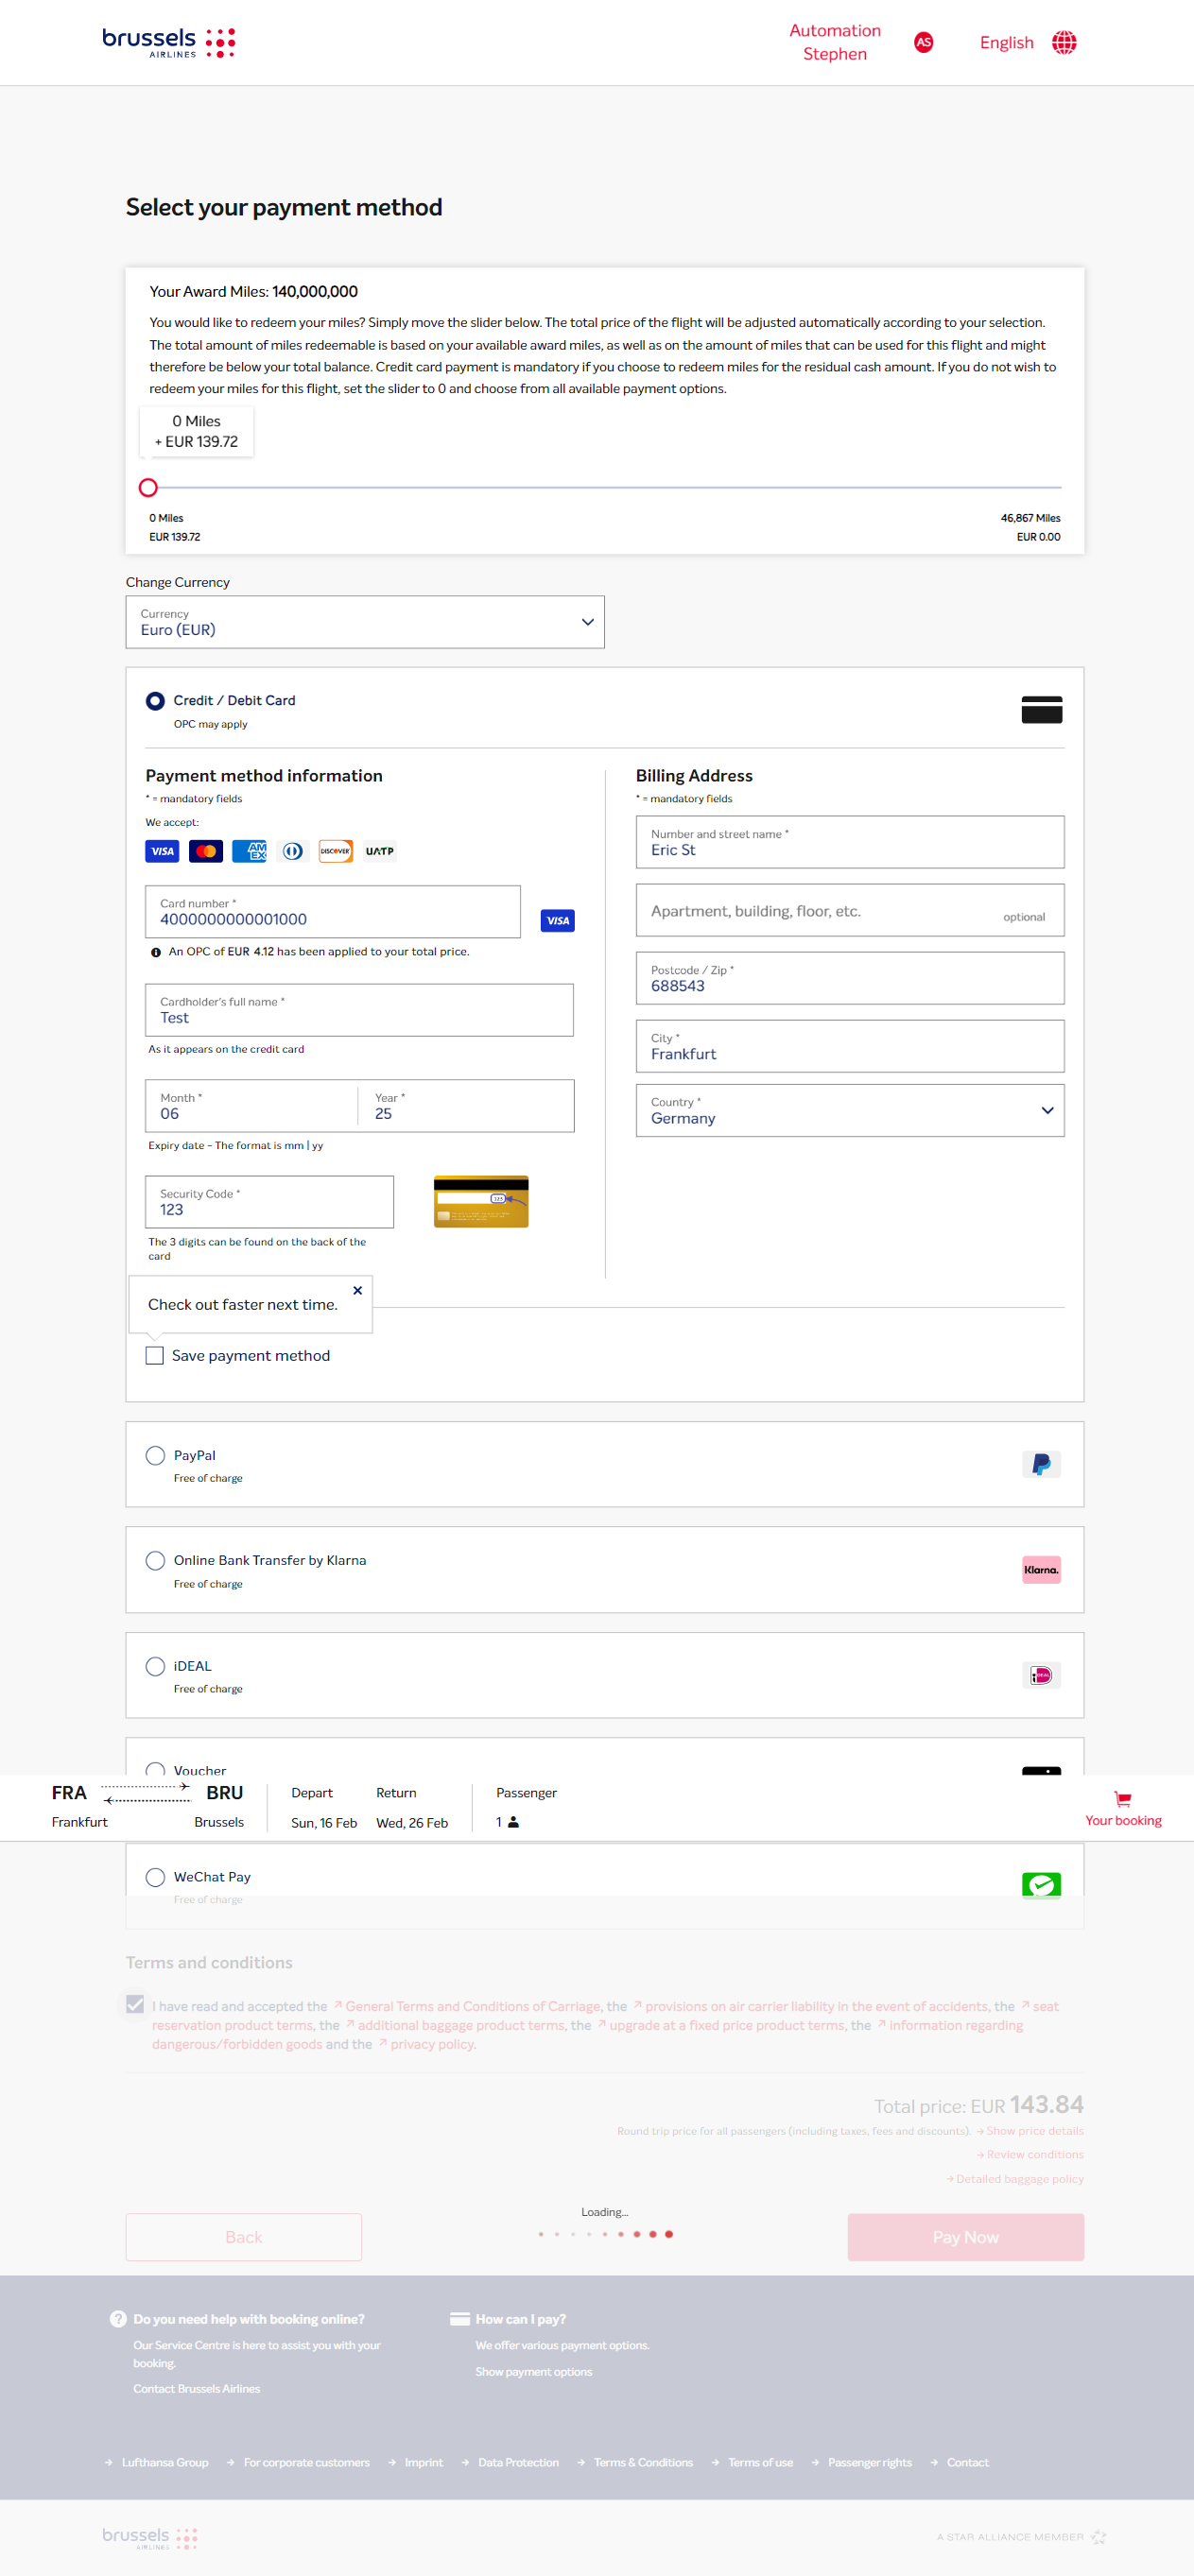 brussels
AIRLINES
Automation
Stephen
AS
English
Select your payment method
Your Award Miles: 140,000,000
You would like to redeem your miles? Simply move the slider below. The total price of the flight will be adjusted automatically according to your selection.
The total amount of miles redeemable is based on your available award miles, as well as on the amount of miles that can be used for this flight and might
therefore be below your total balance. Credit card payment is mandatory if you choose to redeem miles for the residual cash amount. If you do not wish to
redeem your miles for this flight, set the slider to 0 and choose from all available payment options.
0 Miles
+ EUR 139.72
0 Miles
46,867 Miles
EUR 139.72
EUR 0.00
Change Currency
Currency
Euro (EUR)
Credit / Debit Card
OPC may apply
Payment method information
* = mandatory fields
We accept:
VISA
AM
EX
DISCOVER
UATP
Card number *
4000000000001000
VISA
An OPC of EUR 4.12 has been applied to your total price.
Cardholder's full name *
Test
As it appears on the credit card
Month *
06
Year *
25
Expiry date – The format is mm | yy
Security Code *
123
123
The 3 digits can be found on the back of the
card
Billing Address
* = mandatory fields
Number and street name *
Eric St
Apartment, building, floor, etc.
optional
Postcode / Zip *
688543
City *
Frankfurt
Country *
Germany
Check out faster next time.
Save payment method
PayPal
Free of charge
Online Bank Transfer by Klarna
Free of charge
Klarna.
iDEAL
Free of charge
Voucher
FRA
BRU
Frankfurt
Brussels
Depart
Return
Sun, 16 Feb
Wed, 26 Feb
Passenger
1
Your booking
WeChat Pay
Free of charge
Terms and conditions
I have read and accepted the General Terms and Conditions of Carriage, the provisions on air carrier liability in the event of accidents, the seat
reservation product terms, the additional baggage product terms, the upgrade at a fixed price product terms, the information regarding
dangerous/forbidden goods and the privacy policy.
Total price: EUR 143.84
Round trip price for all passengers (including taxes, fees and discounts). Show price details
Review conditions
Detailed baggage policy
Loading...
Back
Pay Now
Do you need help with booking online?
Our Service Centre is here to assist you with your
booking.
Contact Brussels Airlines
How can I pay?
We offer various payment options.
Show payment options
Lufthansa Group
For corporate customers
Imprint
Data Protection
Terms & Conditions
Terms of use
Passenger rights
Contact
brussels
AIRLINES
A STAR ALLIANCE MEMBER